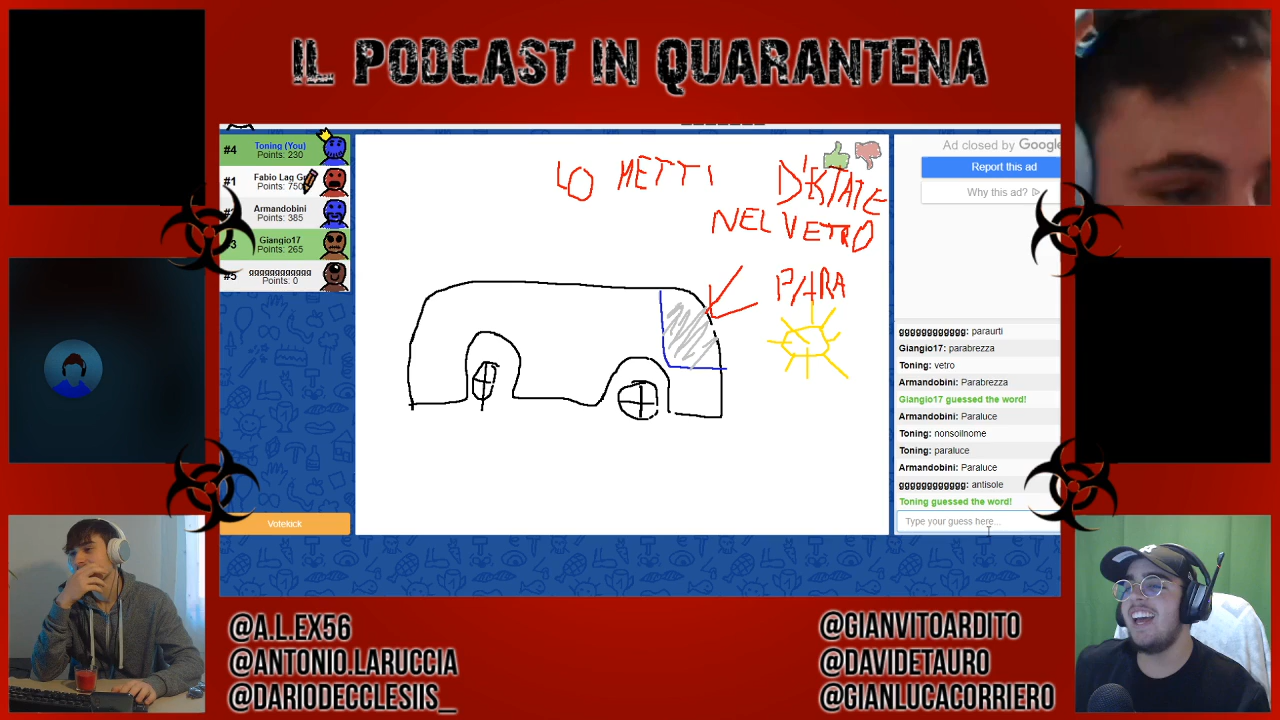 IL PODCAST IN QUARANTENA
#4 Toning (You)
Points: 230
#1 Fabio Lag
Points: 750
Armandobini
Points: 385
#3 Giangio17
Points: 265
#5 gggggggggggg
Points: 0
Votekick
LO METTI D'ESTATE
NEL VETRO
PARA
Ad closed by Google
Report this ad
Why this ad?
gggggggggggg: paraurti
Giangio17: parabrezza
Toning: vetro
Armandobini: Parabrezza
Giangio17 guessed the word!
Armandobini: Paraluce
Toning: nonsoilnome
Toning: paraluce
Armandobini: Paraluce
gggggggggggg: antisole
Toning guessed the word!
Type your guess here...
@A.L.EX56
@ANTONIO.LARUCCIA
@DARIODECCLESIIS_
@GIANVITOARDITO
@DAVIDETAURO
@GIANLUCACORRIERO